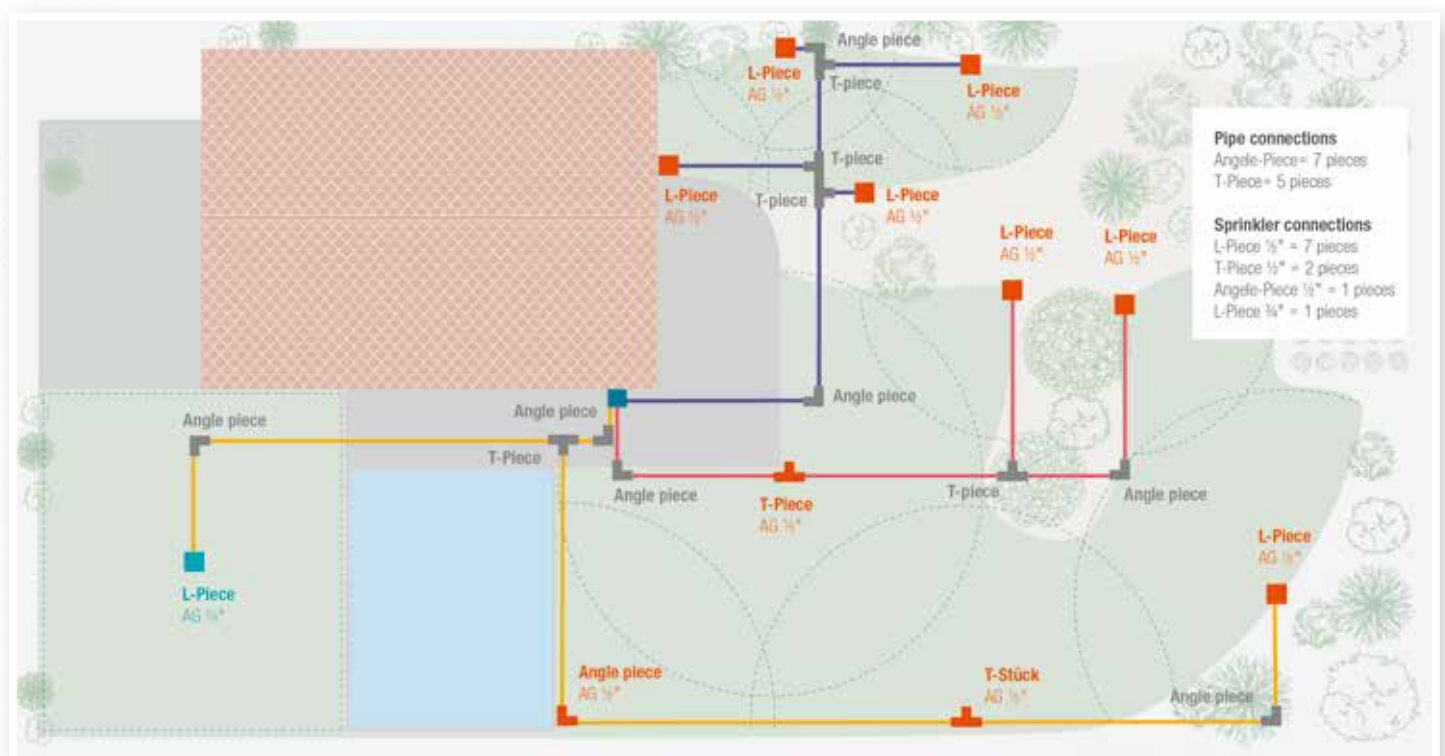 Angle piece
L-Piece
AG ½"
T-piece
L-Piece
AG ½"
T-piece
L-Piece
AG ½"
T-piece
L-Piece
AG ½"
Pipe connections
Angele-Piece= 7 pieces
T-Piece= 5 pieces
Sprinkler connections
L-Piece ½" = 7 pieces
T-Piece ½" = 2 pieces
Angele-Piece ½" = 1 pieces
L-Piece ¾" = 1 pieces
L-Piece
AG ½"
L-Piece
AG ½"
Angle piece
Angle piece
Angle piece
T-Piece
Angle piece
T-Piece
AG ½"
T-piece
Angle piece
L-Piece
AG ½"
L-Piece
AG ¾"
Angle piece
AG ½"
T-Stück
AG ½"
Angle piece